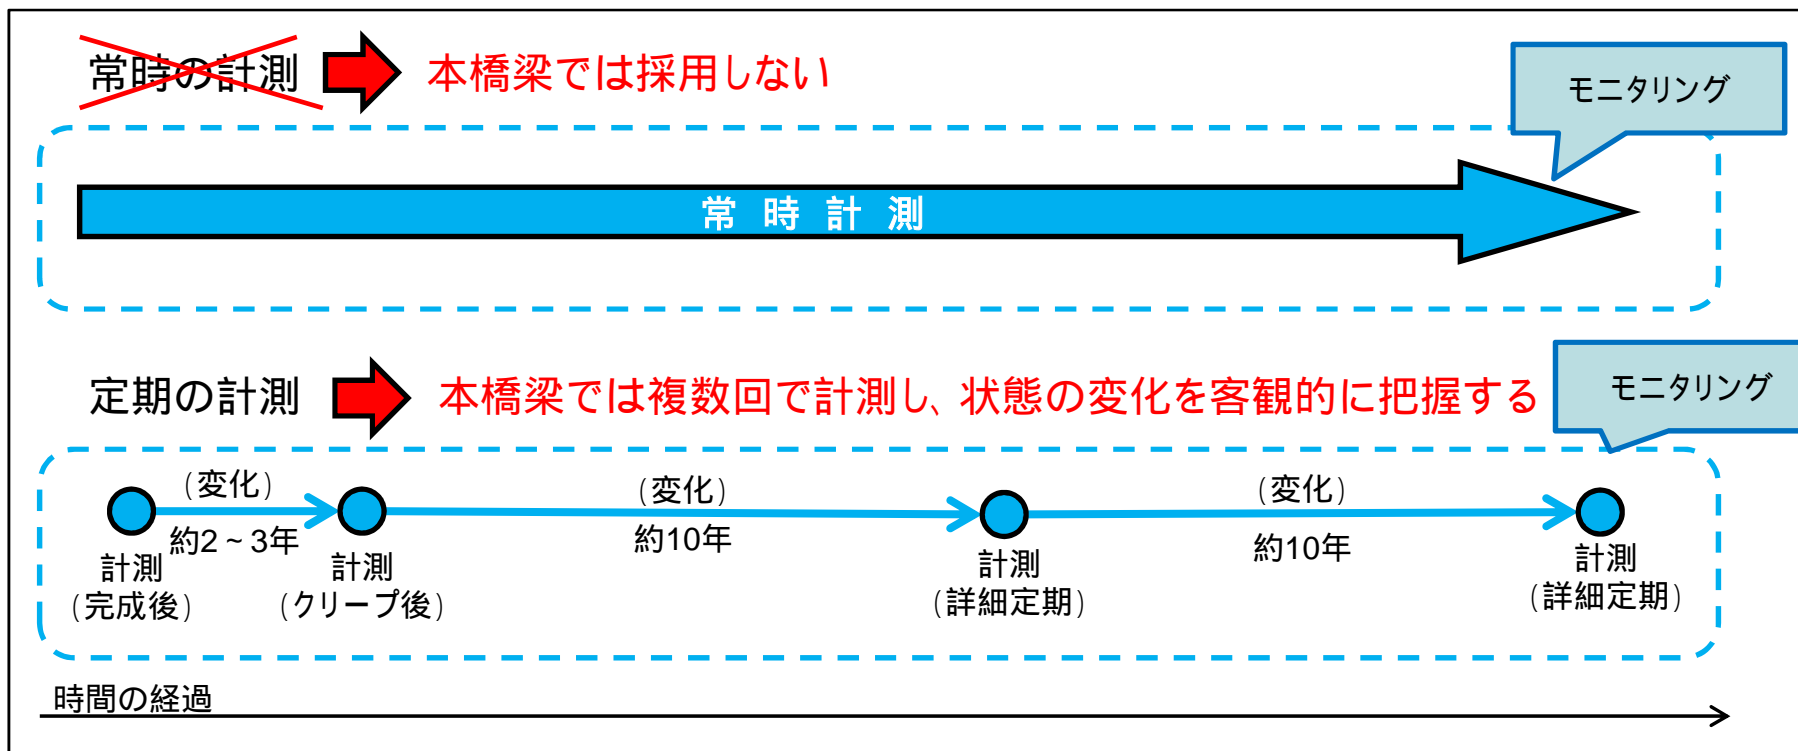 常時の計測
本橋梁では採用しない
モニタリング
常時計測
定期の計測
本橋梁では複数回で計測し、状態の変化を客観的に把握する
モニタリング
(変化)
約2～3年
(変化)
約10年
(変化)
約10年
計測
(完成後)
計測
(クリープ後)
計測
(詳細定期)
計測
(詳細定期)
時間の経過